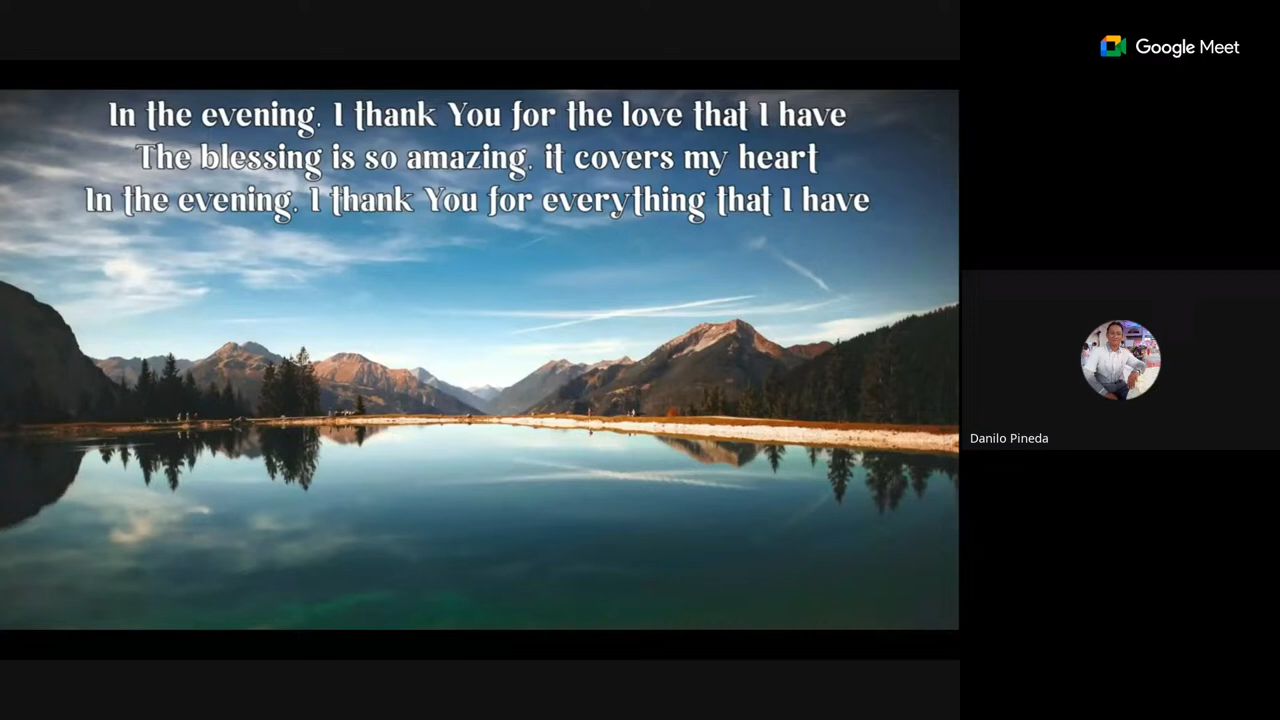 Google Meet
In the evening, I thank You for the love that I have
The blessing is so amazing, it covers my heart
In the evening, I thank You for everything that I have
Danilo Pineda